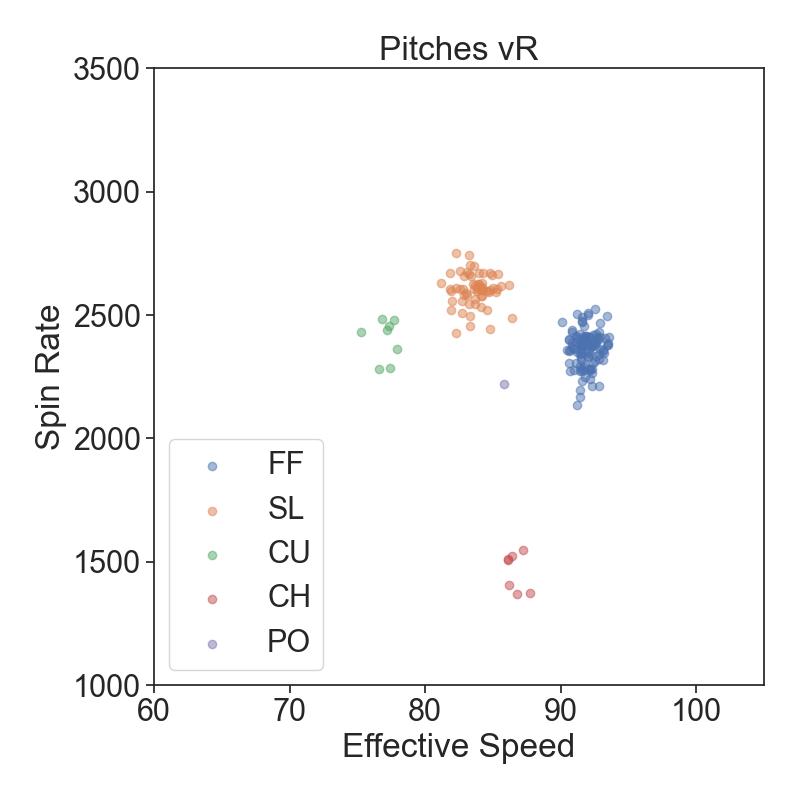 Pitches vR
3500
3000
2500
2000
1500
1000
Spin Rate
FF
SL
CU
CH
PO
60 70 80 90 100
Effective Speed